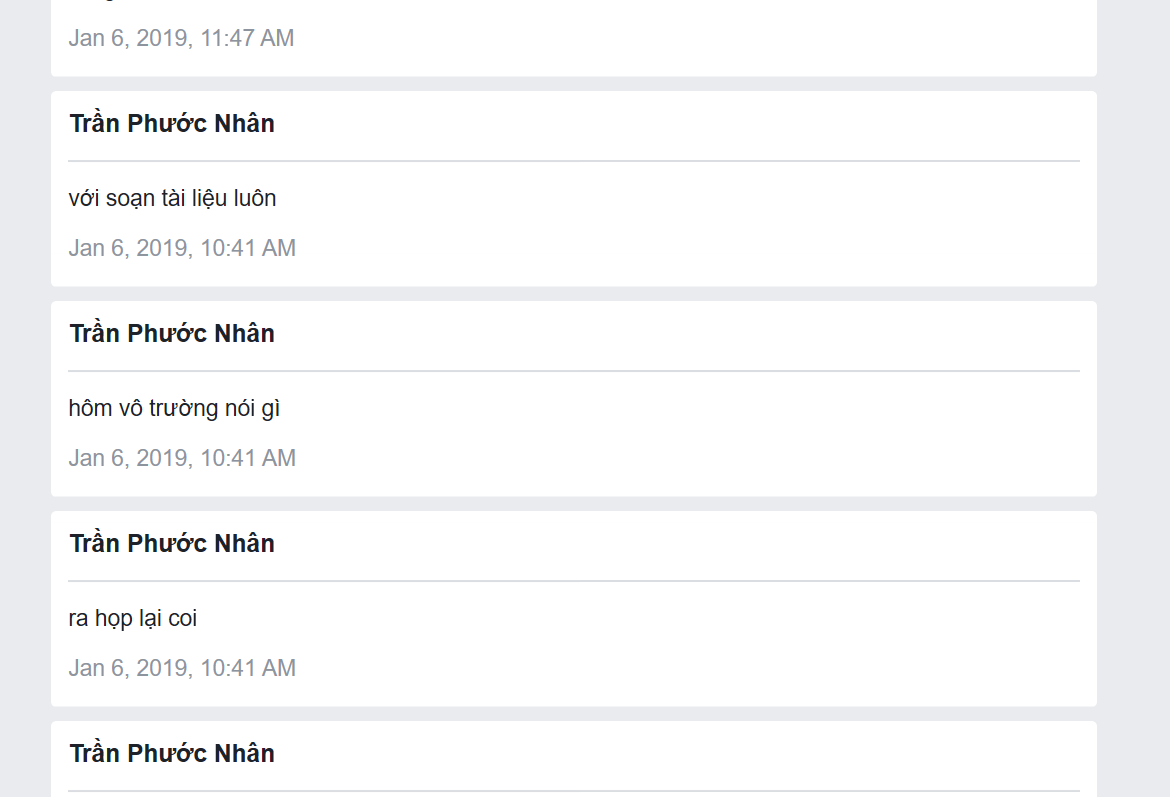 Jan 6, 2019, 11:47 AM
Trần Phước Nhân
với soạn tài liệu luôn
Jan 6, 2019, 10:41 AM
Trần Phước Nhân
hôm vô trường nói gì
Jan 6, 2019, 10:41 AM
Trần Phước Nhân
ra họp lại coi
Jan 6, 2019, 10:41 AM
Trần Phước Nhân